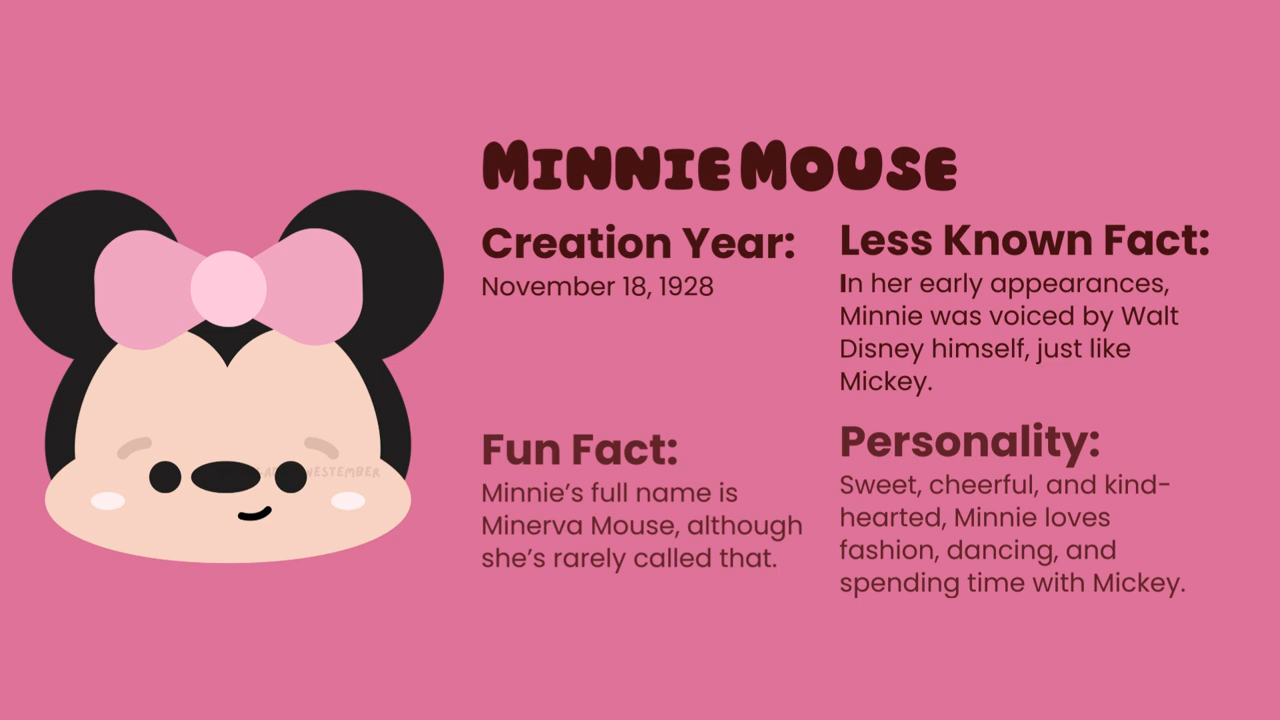 MINNIE MOUSE
Creation Year:
November 18, 1928
Less Known Fact:
In her early appearances,
Minnie was voiced by Walt
Disney himself, just like
Mickey.
Fun Fact:
Minnie’s full name is
Minerva Mouse, although
she’s rarely called that.
Personality:
Sweet, cheerful, and kind-
hearted, Minnie loves
fashion, dancing, and
spending time with Mickey.